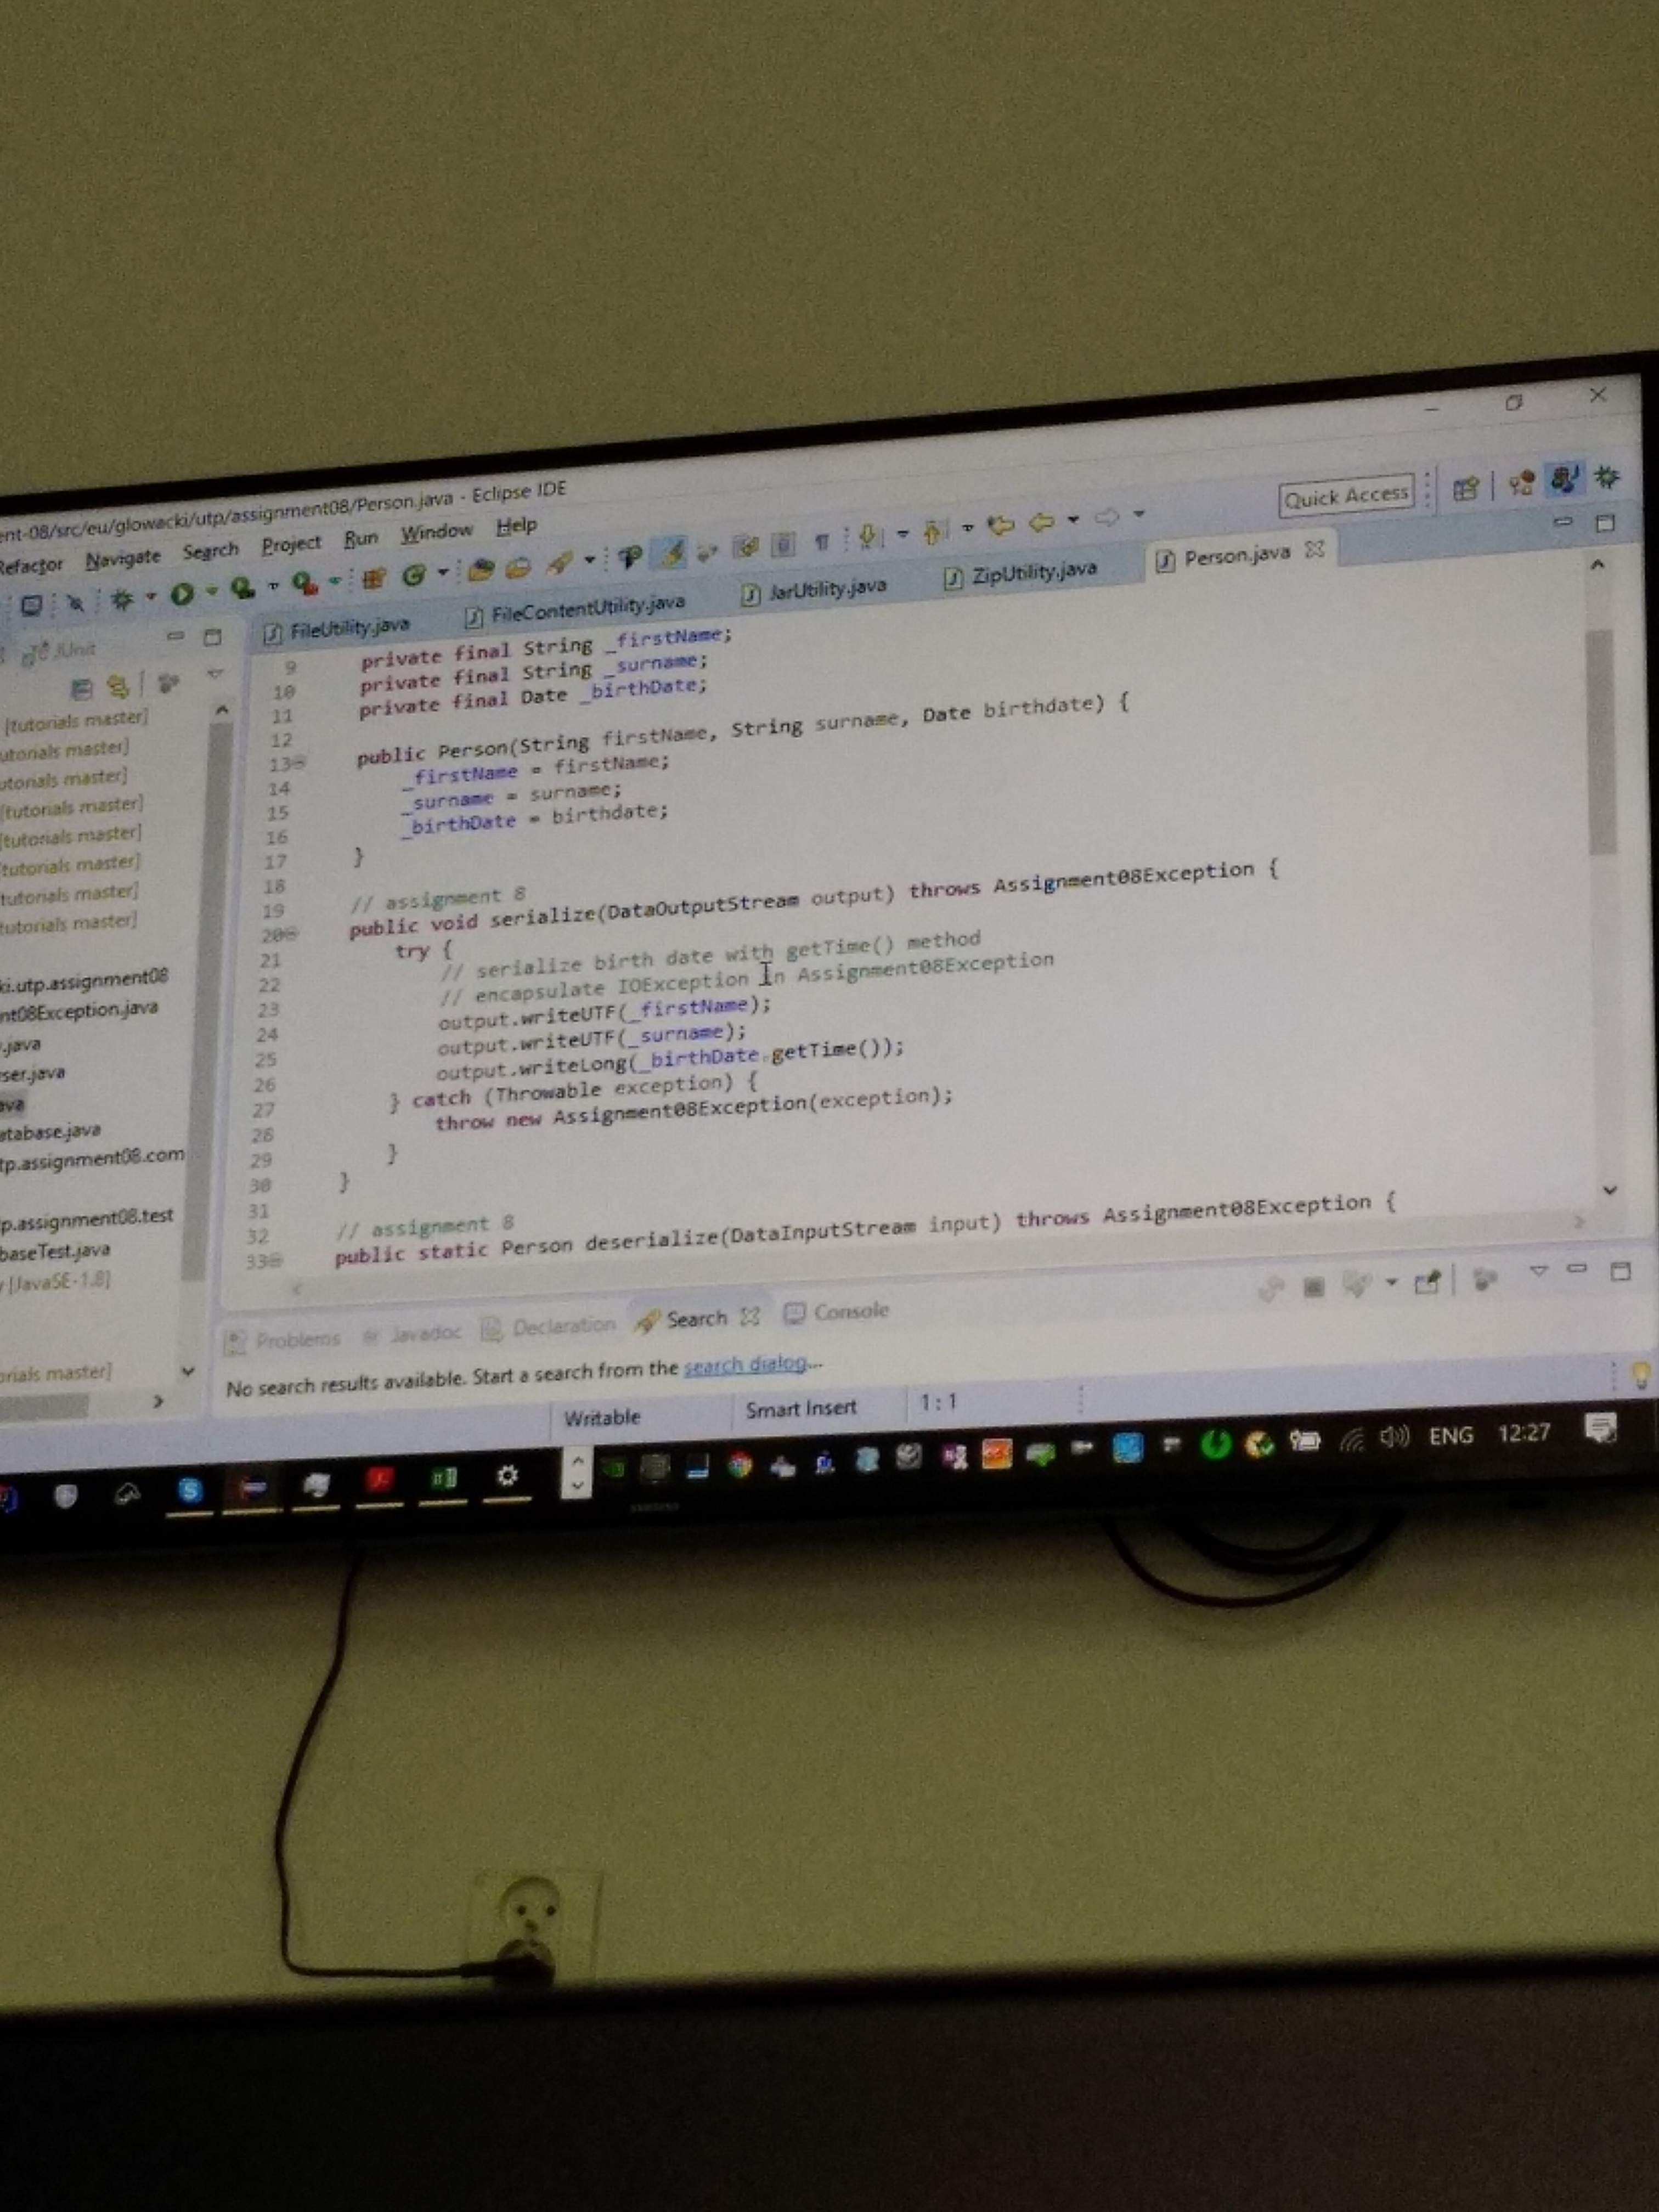 ent-08/src/eu/glowacki/utp/assignment08/Person.java - Eclipse IDE
Refactor Navigate Search Project Run Window Help
Quick Access
JUnit
FileUtility.java FileContentUtility.java JarUtility.java ZipUtility.java Person.java
[tutorials master]
utorials master]
utorials master]
[tutorials master]
[tutorials master]
tutorials master]
tutorials master]
tutorials master]
ki.utp.assignment08
nt08Exception.java
.java
ser.java
ava
atabase.java
tp.assignment08.com
p.assignment08.test
baseTest.java
y [JavaSE-1.8]
orials master]
9 private final String _firstName;
10 private final String _surname;
11 private final Date _birthDate;
12
13 public Person(String firstName, String surname, Date birthdate) {
14 _firstName = firstName;
15 _surname = surname;
16 _birthDate = birthdate;
17 }
18
19 // assignment 8
20 public void serialize(DataOutputStream output) throws Assignment08Exception {
21 try {
22 // serialize birth date with getTime() method
23 // encapsulate IOException in Assignment08Exception
24 output.writeUTF(_firstName);
25 output.writeUTF(_surname);
26 output.writeLong(_birthDate.getTime());
27 } catch (Throwable exception) {
28 throw new Assignment08Exception(exception);
29 }
30 }
31
32 // assignment 8
33 public static Person deserialize(DataInputStream input) throws Assignment08Exception {
Problems Javadoc Declaration Search Console
No search results available. Start a search from the search dialog...
Writable Smart Insert 1 : 1
ENG 12:27
SAMSUNG